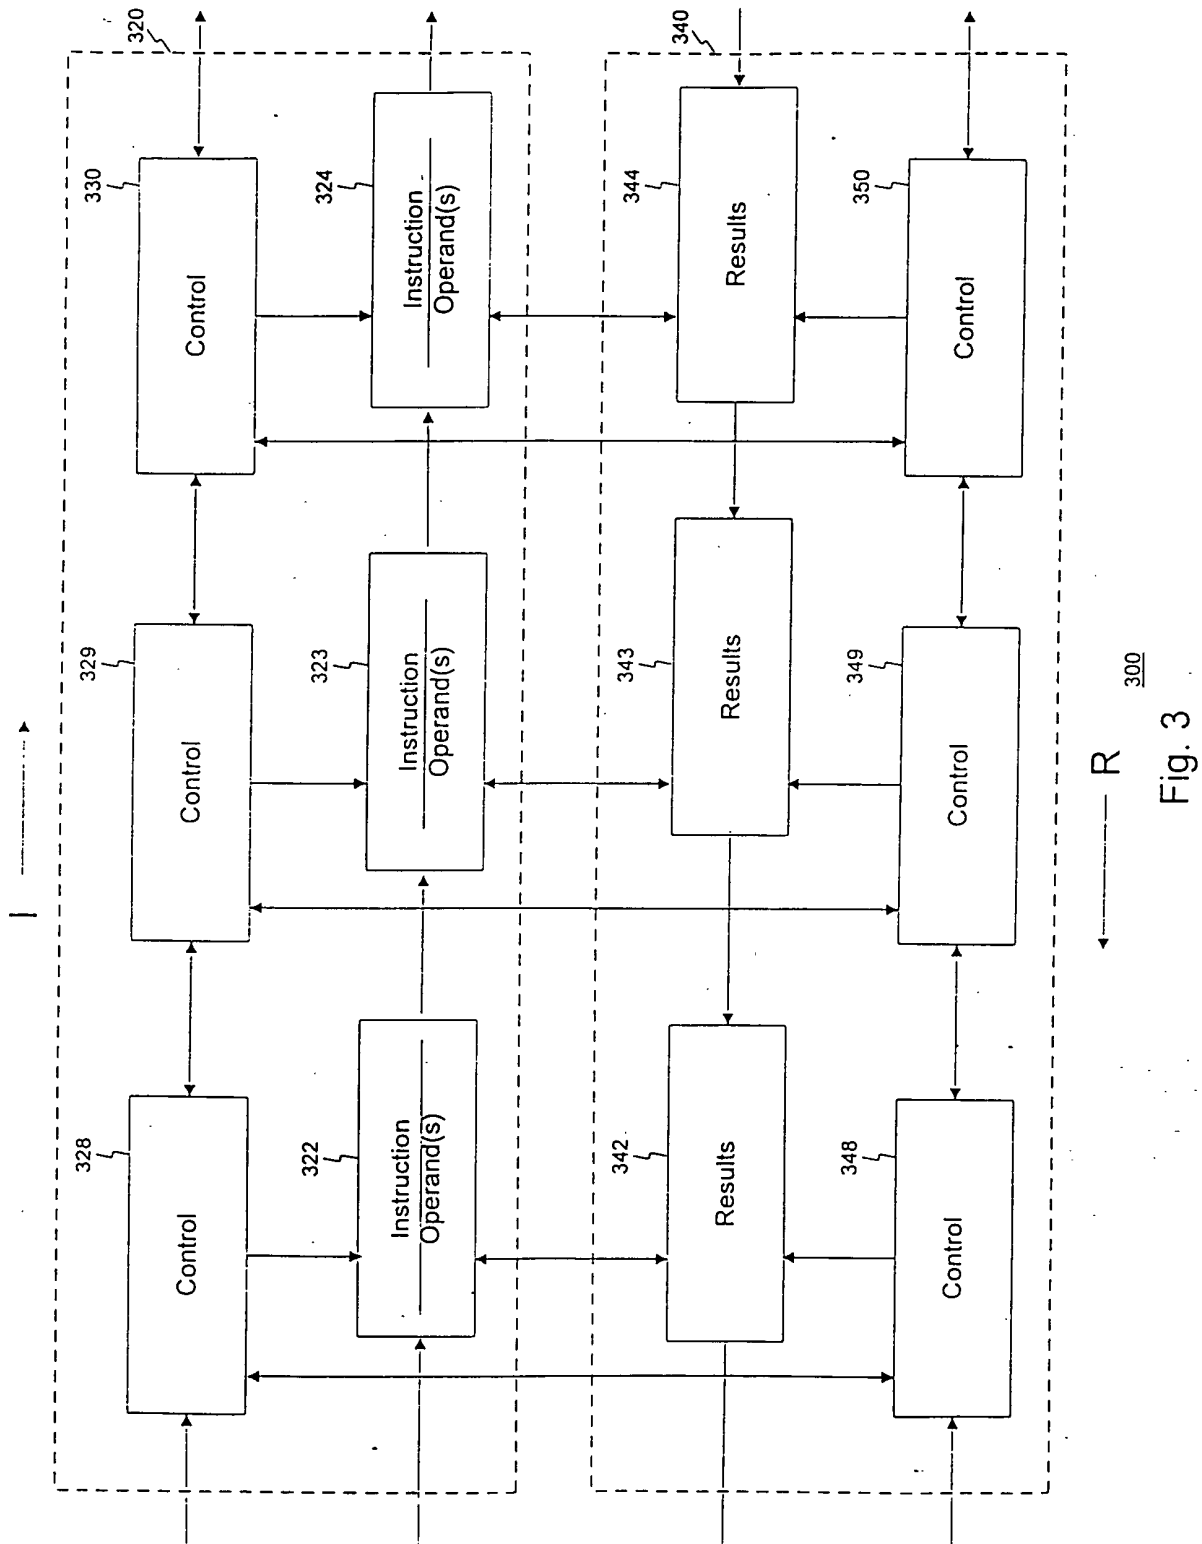 I
320
328
Control
329
Control
330
Control
322
Instruction
Operand(s)
323
Instruction
Operand(s)
324
Instruction
Operand(s)
340
342
Results
343
Results
344
Results
348
Control
349
Control
350
Control
R
300
Fig. 3